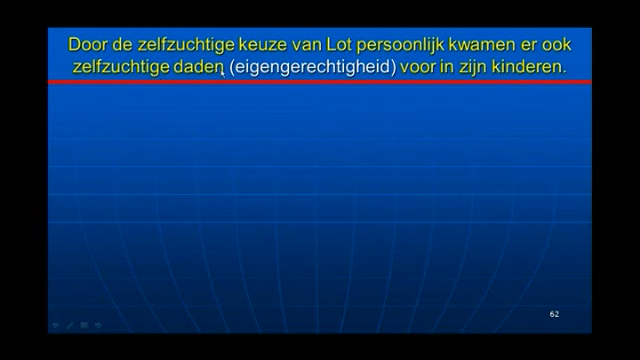 Door de zelfzuchtige keuze van Lot persoonlijk kwamen er ook
zelfzuchtige daden (eigengerechtigheid) voor in zijn kinderen.
62